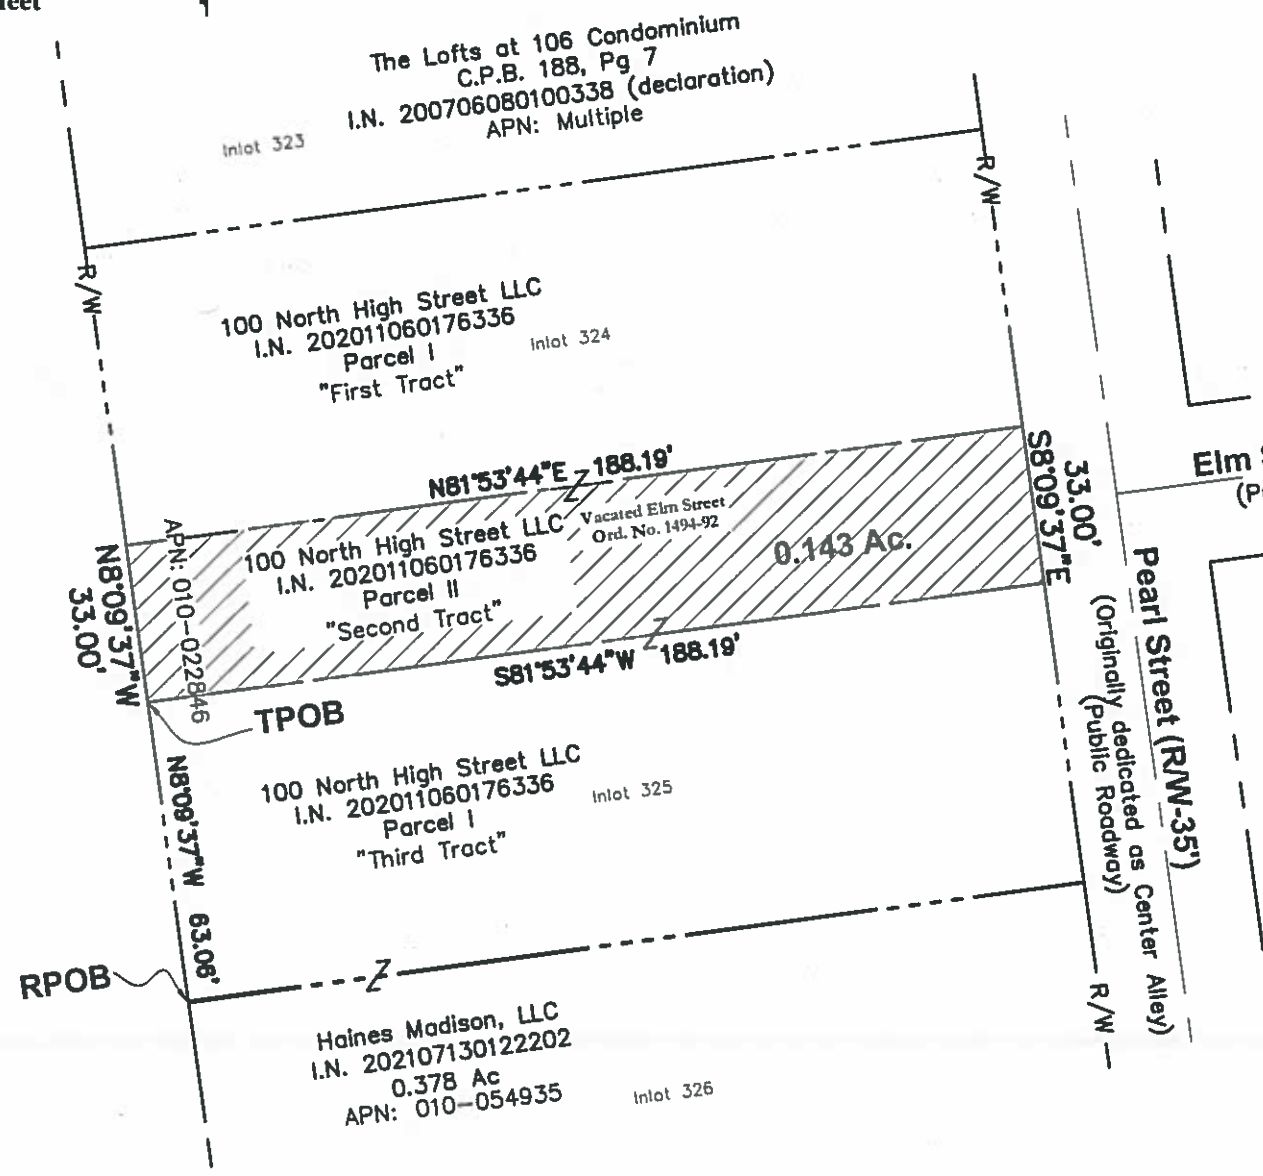 The Lofts at 106 Condominium
C.P.B. 188, Pg 7
I.N. 200706080100338 (declaration)
APN: Multiple
Inlot 323
R/W
R/W
100 North High Street LLC
I.N. 202011060176336
Parcel I
"First Tract"
Inlot 324
N81°53'44"E
188.19'
Vacated Elm Street
Ord. No. 1494-92
100 North High Street LLC
I.N. 202011060176336
Parcel II
"Second Tract"
0.143 Ac.
APN: 010-022846
N8°09'37"W
33.00'
S8°09'37"E
33.00'
Elm
S81°53'44"W
188.19'
TPOB
Pearl Street (R/W-35')
(Originally dedicated as Center Alley)
(Public Roadway)
100 North High Street LLC
I.N. 202011060176336
Parcel I
"Third Tract"
Inlot 325
N8°09'37"W 63.06'
RPOB
R/W
Haines Madison, LLC
I.N. 202107130122202
0.378 Ac
APN: 010-054935
Inlot 326